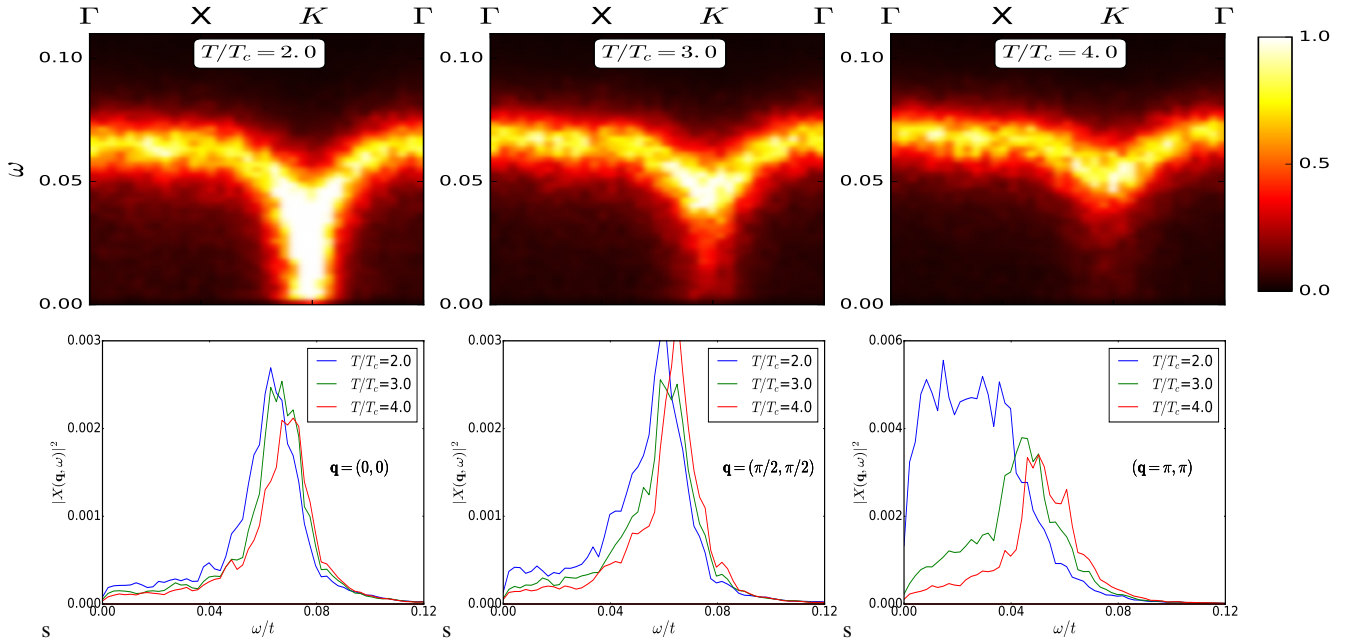 Γ X K Γ Γ X K Γ Γ X K Γ
T/T_c = 2.0 T/T_c = 3.0 T/T_c = 4.0
0.10 0.10 0.10 1.0
ω
0.05 0.05 0.05 0.5
0.00 0.00 0.00 0.0
0.003 0.003 0.006
T/T_c=2.0 T/T_c=2.0 T/T_c=2.0
T/T_c=3.0 T/T_c=3.0 T/T_c=3.0
T/T_c=4.0 T/T_c=4.0 T/T_c=4.0
0.002 0.002 0.004
|X(q, ω)|² |X(q, ω)|² |X(q, ω)|²
q = (0, 0) q = (π/2, π/2) (q = π, π)
0.001 0.001 0.002
0.000 0.000 0.000
0.00 0.04 0.08 0.12 0.00 0.04 0.08 0.12 0.00 0.04 0.08 0.12
s ω/t s ω/t s ω/t